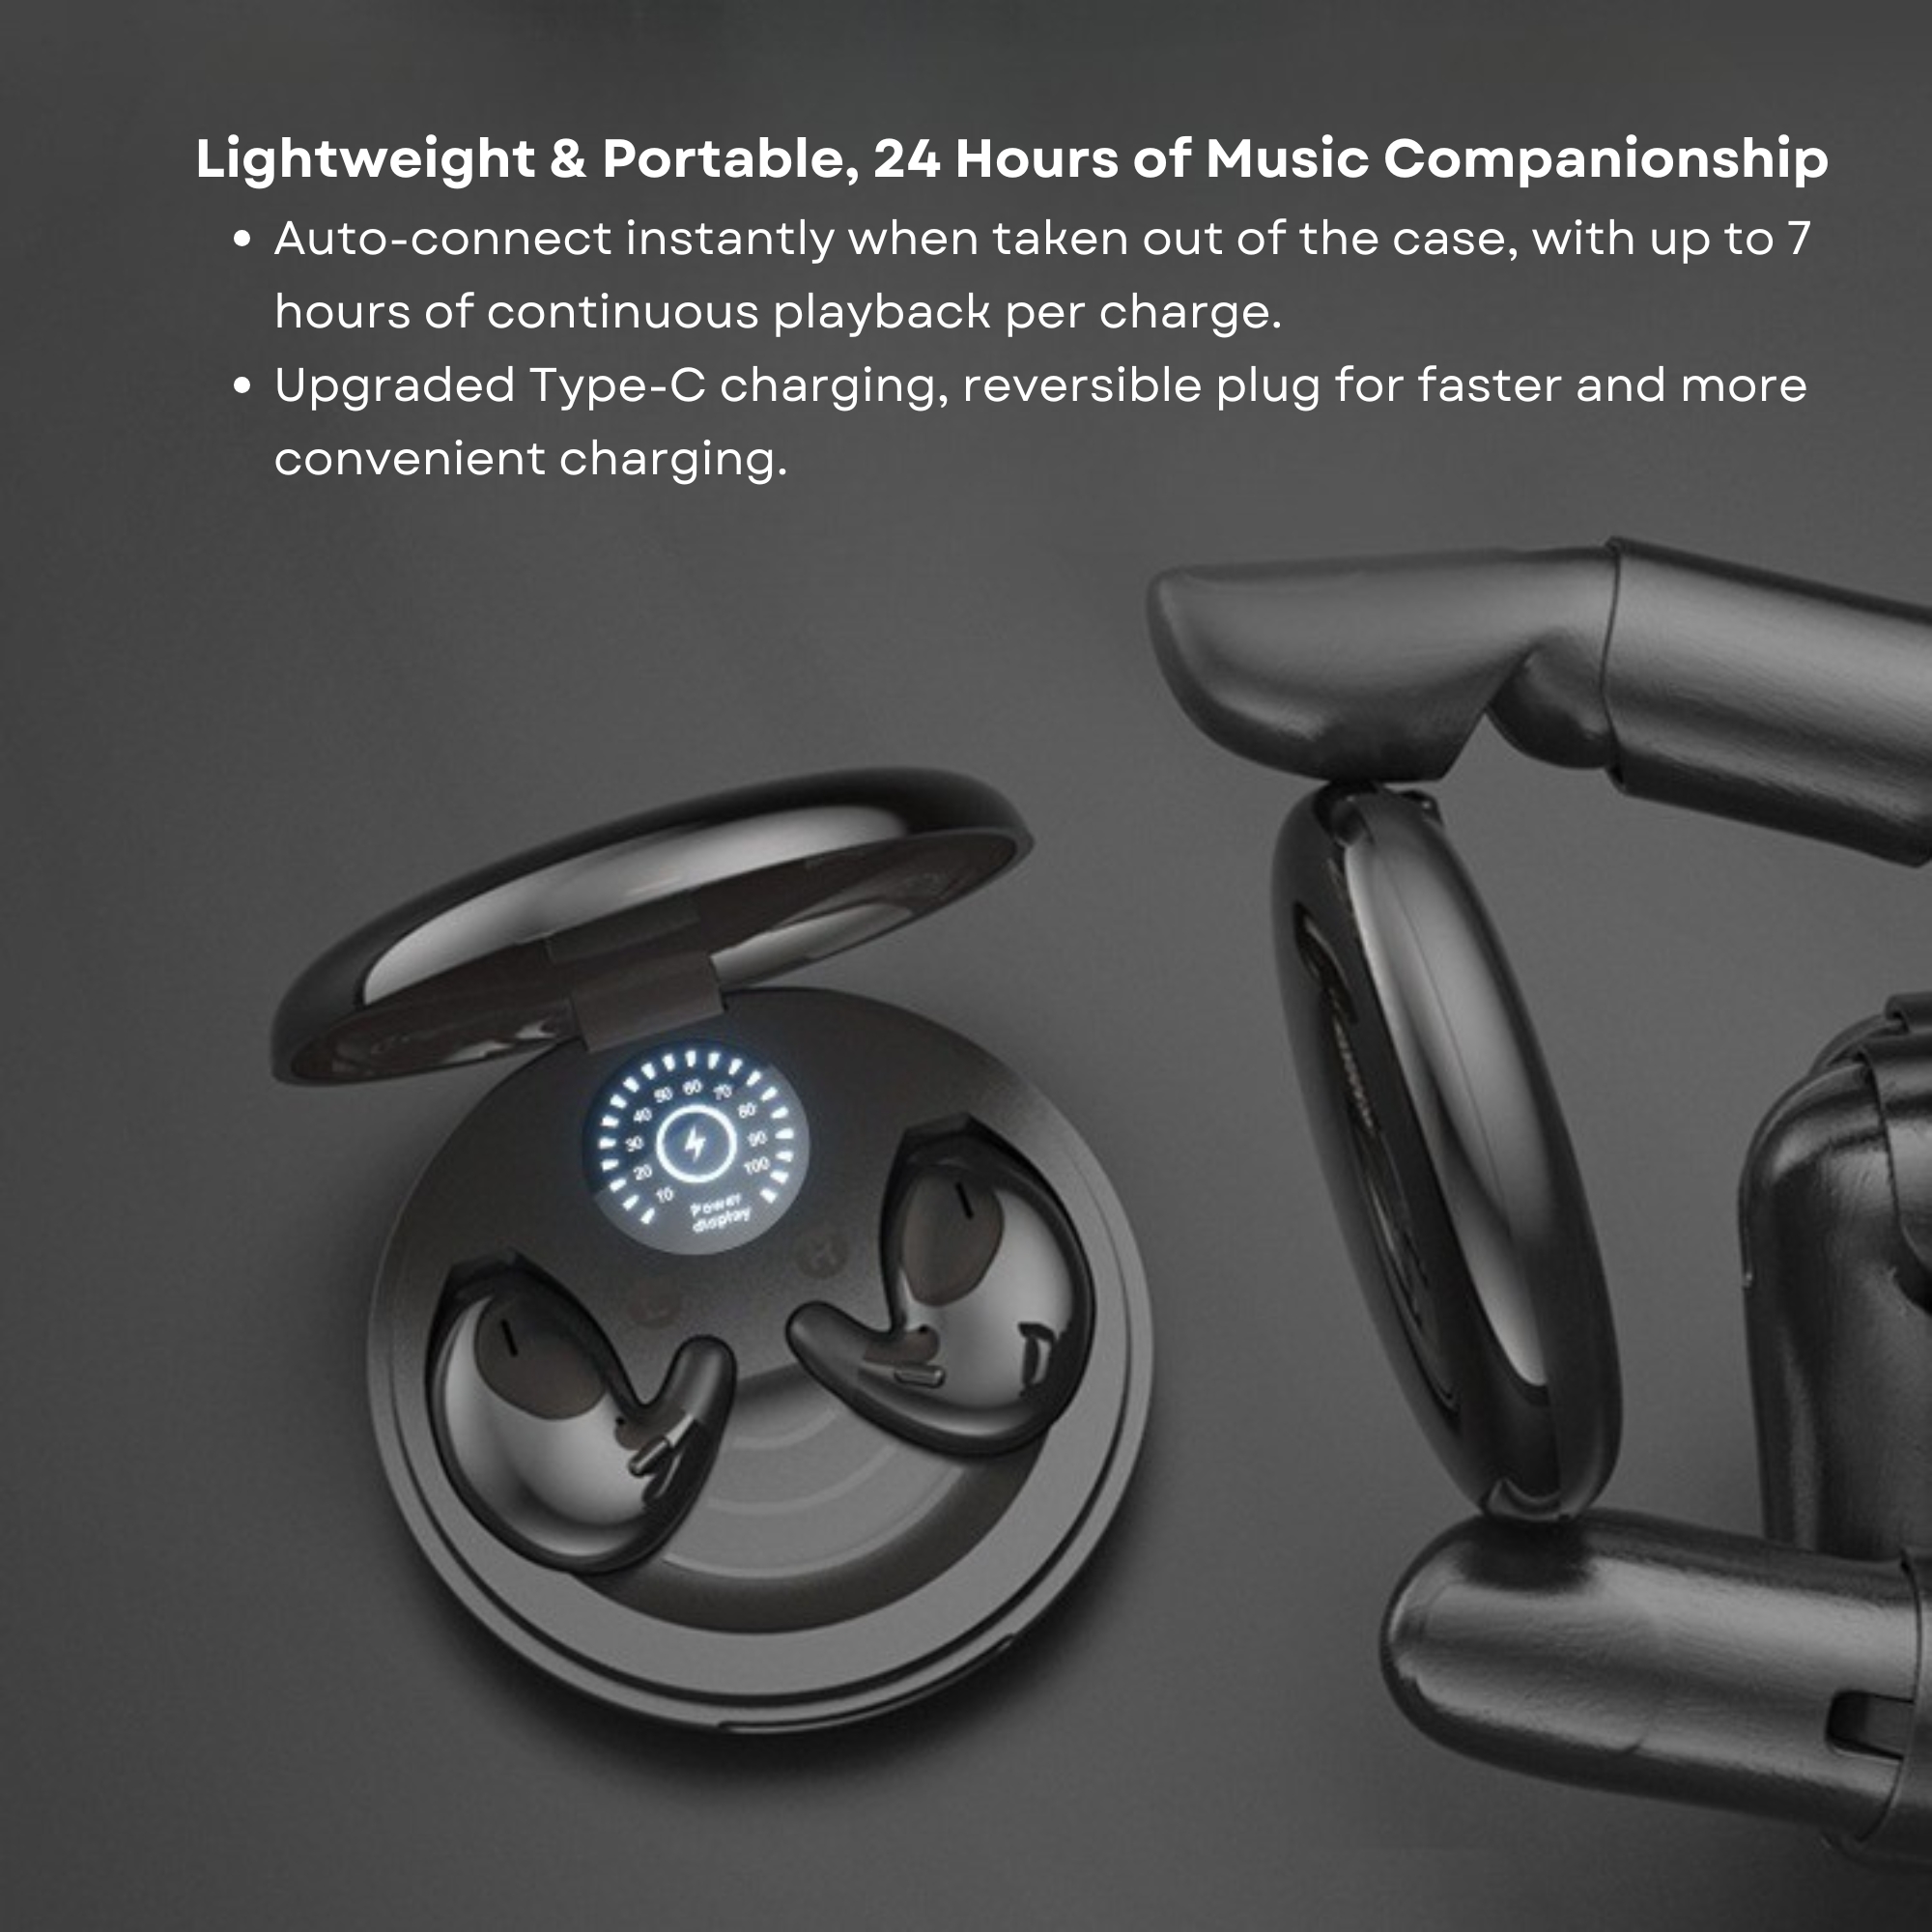 Lightweight & Portable, 24 Hours of Music Companionship
• Auto-connect instantly when taken out of the case, with up to 7
hours of continuous playback per charge.
• Upgraded Type-C charging, reversible plug for faster and more
convenient charging.
10 20 30 40 50 60 70 80 90 100
Power
display